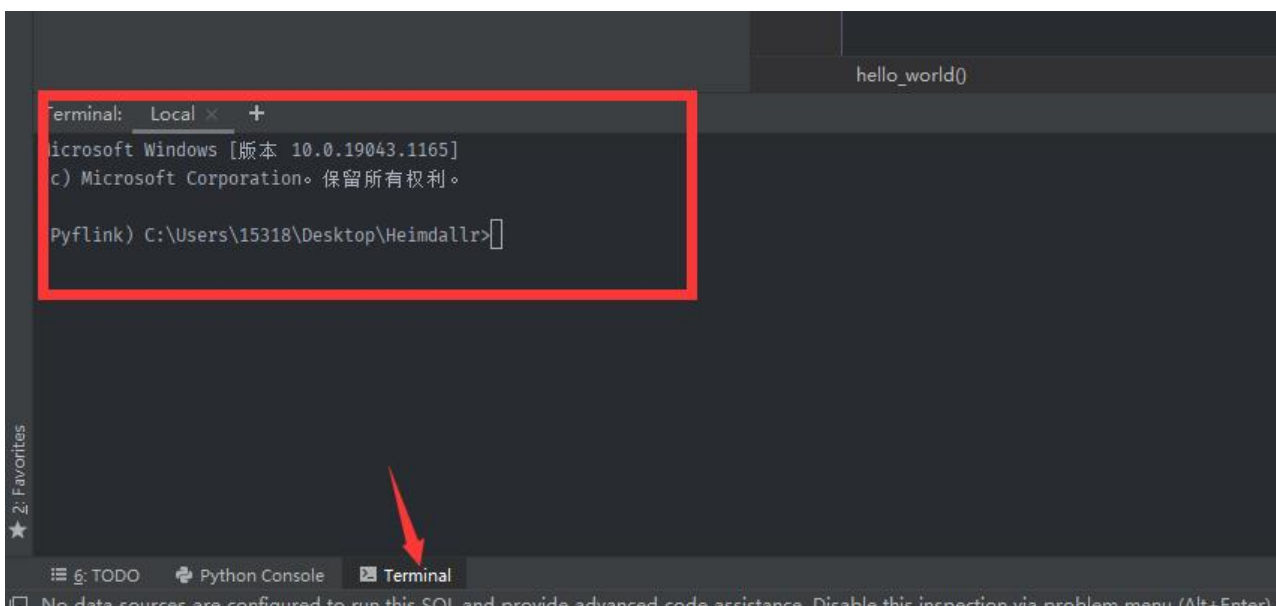 hello_world()
Terminal: Local × +
Microsoft Windows [版本 10.0.19043.1165]
(c) Microsoft Corporation。保留所有权利。
(Pyflink) C:\Users\15318\Desktop\Heimdallr>
2: Favorites
6: TODO Python Console Terminal
No data sources are configured to run this SQL and provide advanced code assistance. Disable this inspection via problem menu (Alt+Enter)